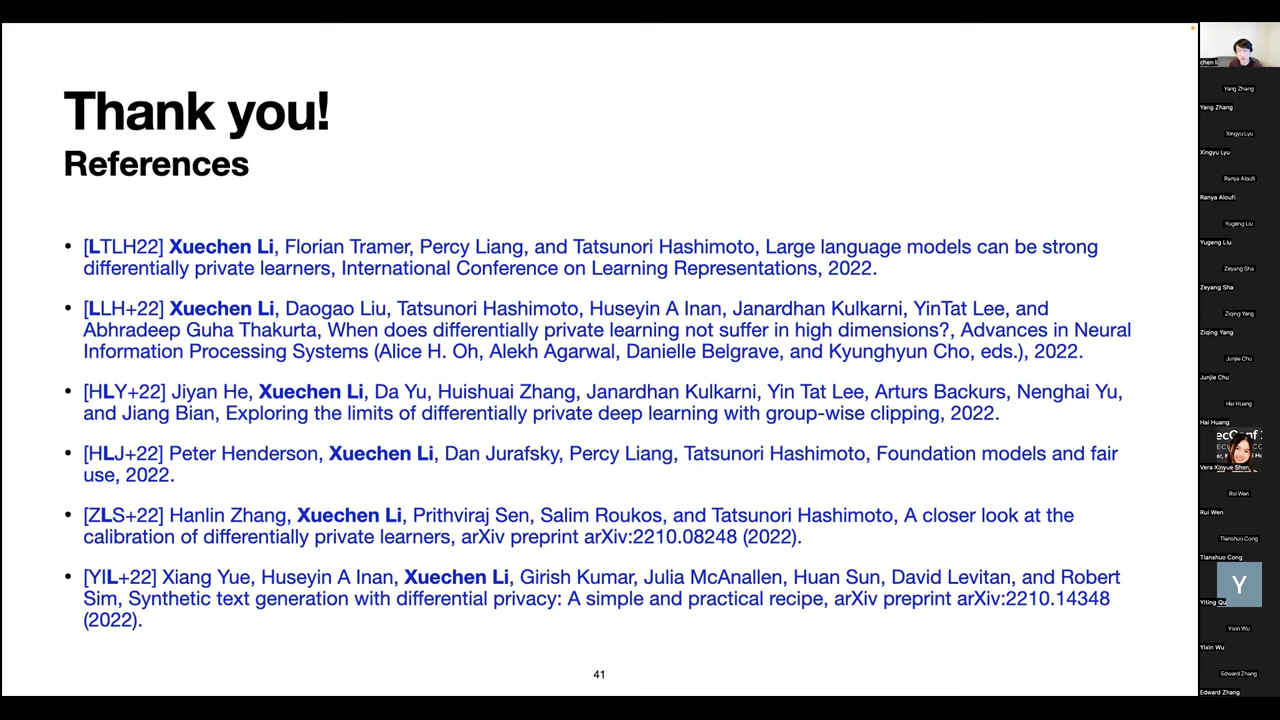 Thank you!
References
• [LTLH22] Xuechen Li, Florian Tramer, Percy Liang, and Tatsunori Hashimoto, Large language models can be strong
differentially private learners, International Conference on Learning Representations, 2022.
• [LLH+22] Xuechen Li, Daogao Liu, Tatsunori Hashimoto, Huseyin A Inan, Janardhan Kulkarni, YinTat Lee, and
Abhradeep Guha Thakurta, When does differentially private learning not suffer in high dimensions?, Advances in Neural
Information Processing Systems (Alice H. Oh, Alekh Agarwal, Danielle Belgrave, and Kyunghyun Cho, eds.), 2022.
• [HLY+22] Jiyan He, Xuechen Li, Da Yu, Huishuai Zhang, Janardhan Kulkarni, Yin Tat Lee, Arturs Backurs, Nenghai Yu,
and Jiang Bian, Exploring the limits of differentially private deep learning with group-wise clipping, 2022.
• [HLJ+22] Peter Henderson, Xuechen Li, Dan Jurafsky, Percy Liang, Tatsunori Hashimoto, Foundation models and fair
use, 2022.
• [ZLS+22] Hanlin Zhang, Xuechen Li, Prithviraj Sen, Salim Roukos, and Tatsunori Hashimoto, A closer look at the
calibration of differentially private learners, arXiv preprint arXiv:2210.08248 (2022).
• [YIL+22] Xiang Yue, Huseyin A Inan, Xuechen Li, Girish Kumar, Julia McAnallen, Huan Sun, David Levitan, and Robert
Sim, Synthetic text generation with differential privacy: A simple and practical recipe, arXiv preprint arXiv:2210.14348
(2022).
41
chen li
Yang Zhang
Yang Zhang
Xingyu Lyu
Xingyu Lyu
Ranya Aloufi
Ranya Aloufi
Yugeng Liu
Yugeng Liu
Zeyang Sha
Zeyang Sha
Ziqing Yang
Ziqing Yang
Junjie Chu
Junjie Chu
Hai Huang
Hai Huang
Vera Xinyue Shen
Rui Wen
Rui Wen
Tianshuo Cong
Tianshuo Cong
Y
Yiting Qu
Yixin Wu
Yixin Wu
Edward Zhang
Edward Zhang